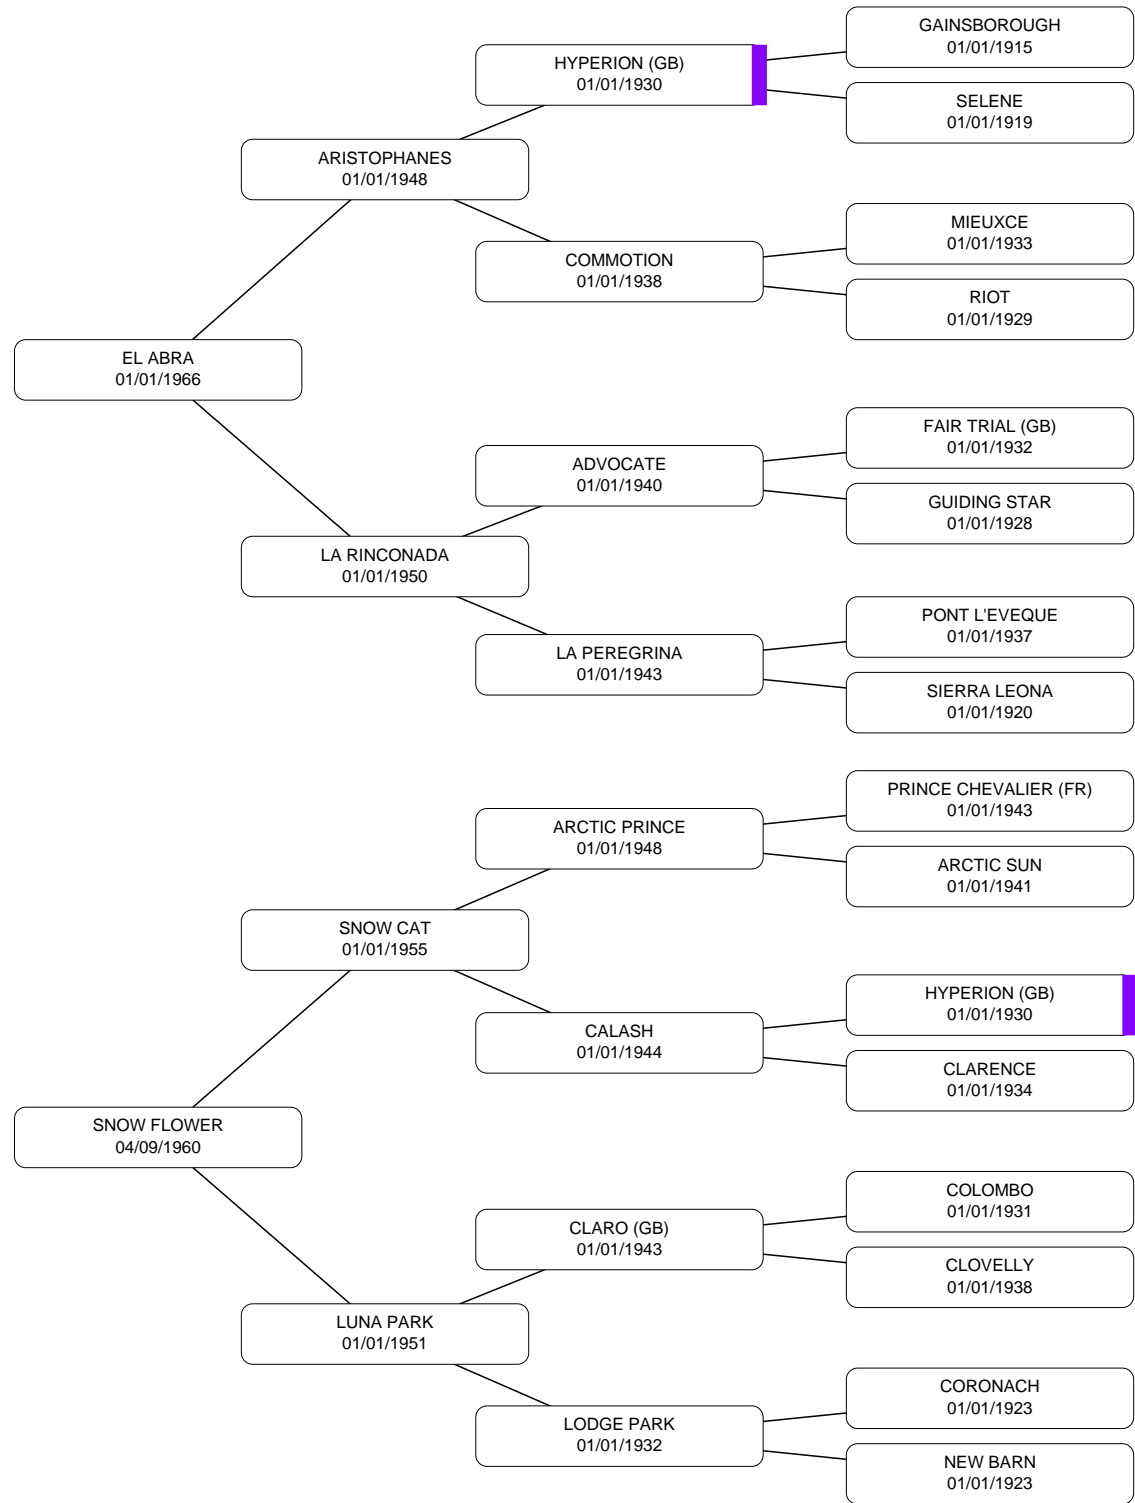 GAINSBOROUGH
01/01/1915
HYPERION (GB)
01/01/1930
SELENE
01/01/1919
ARISTOPHANES
01/01/1948
MIEUXCE
01/01/1933
COMMOTION
01/01/1938
RIOT
01/01/1929
EL ABRA
01/01/1966
FAIR TRIAL (GB)
01/01/1932
ADVOCATE
01/01/1940
GUIDING STAR
01/01/1928
LA RINCONADA
01/01/1950
PONT L'EVEQUE
01/01/1937
LA PEREGRINA
01/01/1943
SIERRA LEONA
01/01/1920
PRINCE CHEVALIER (FR)
01/01/1943
ARCTIC PRINCE
01/01/1948
ARCTIC SUN
01/01/1941
SNOW CAT
01/01/1955
HYPERION (GB)
01/01/1930
CALASH
01/01/1944
CLARENCE
01/01/1934
SNOW FLOWER
04/09/1960
COLOMBO
01/01/1931
CLARO (GB)
01/01/1943
CLOVELLY
01/01/1938
LUNA PARK
01/01/1951
CORONACH
01/01/1923
LODGE PARK
01/01/1932
NEW BARN
01/01/1923